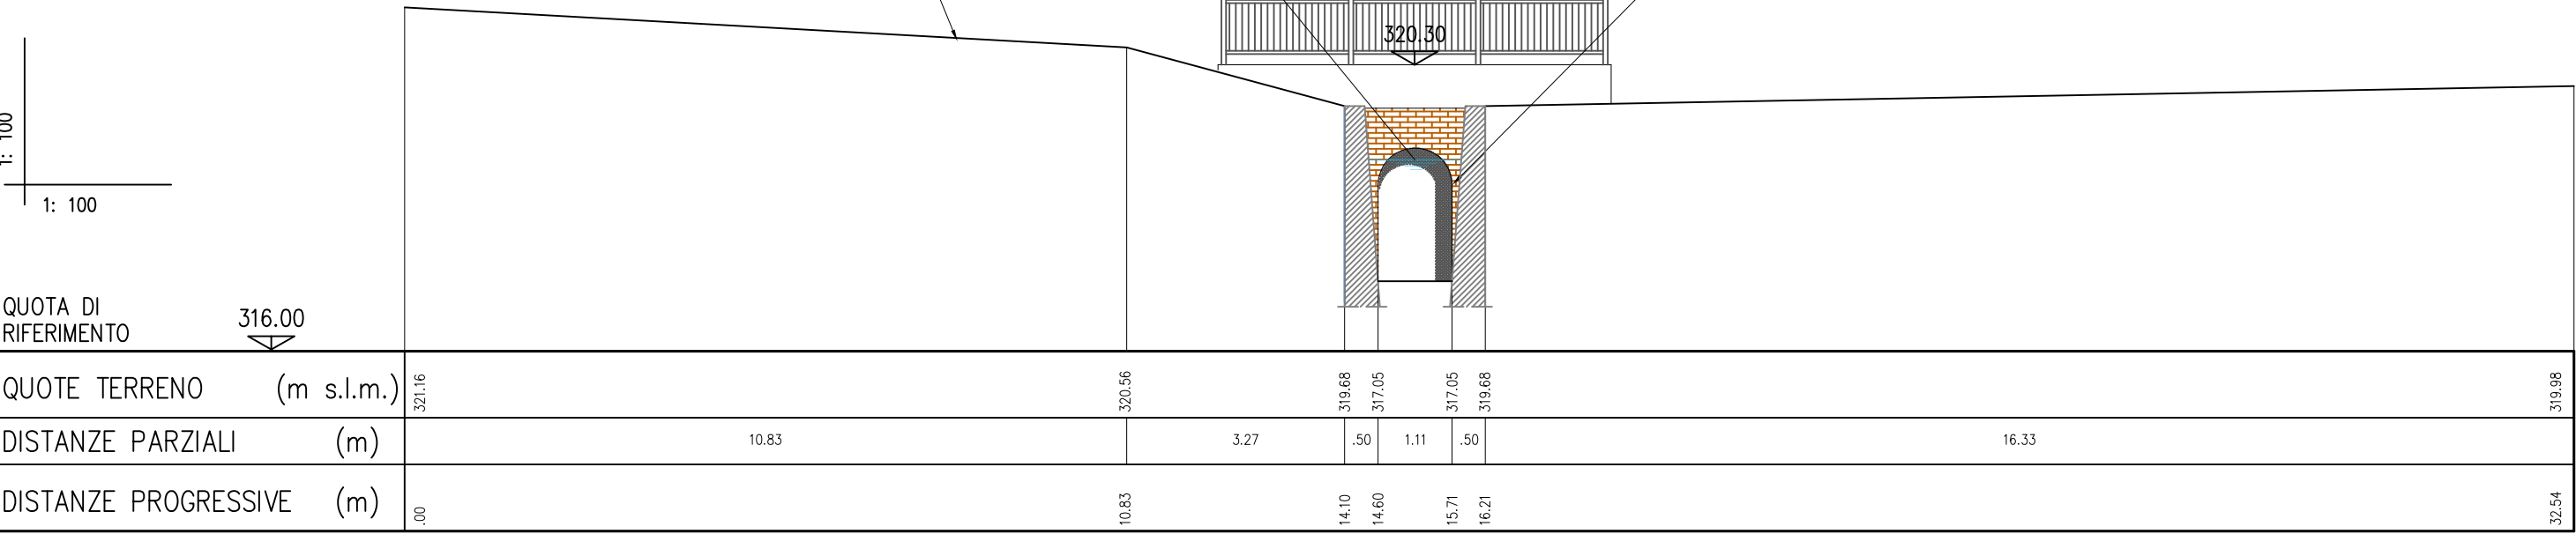 320.30
1: 100
1: 100
QUOTA DI
RIFERIMENTO
316.00
QUOTE TERRENO (m s.l.m.) 321.16 320.56 319.68 317.05 317.05 319.68 319.98
DISTANZE PARZIALI (m) 10.83 3.27 .50 1.11 .50 16.33
DISTANZE PROGRESSIVE (m) .00 10.83 14.10 14.60 15.71 16.21 32.54